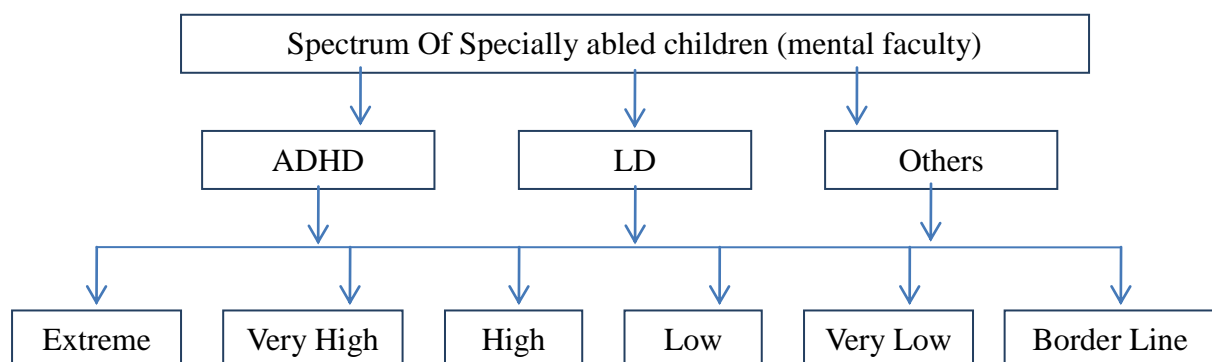 Spectrum Of Specially abled children (mental faculty)
ADHD LD Others
Extreme Very High High Low Very Low Border Line